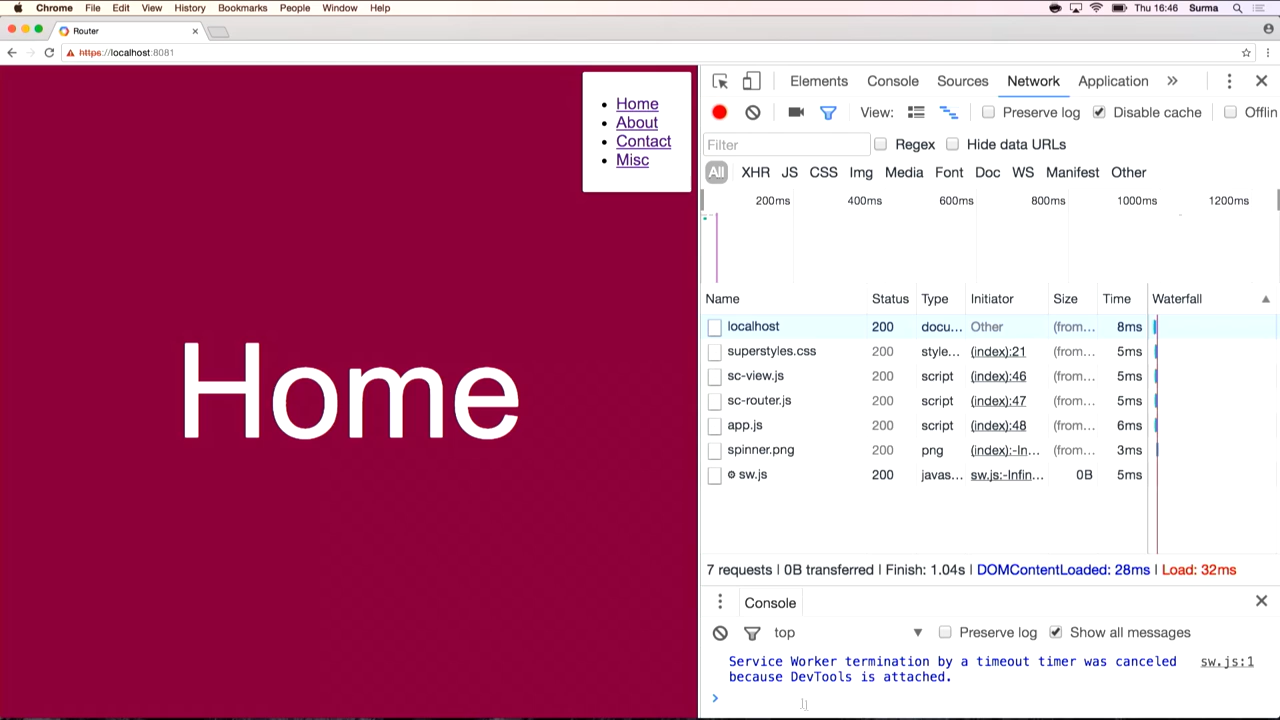 Chrome File Edit View History Bookmarks People Window Help Thu 16:46 Surma
Router
https://localhost:8081
Home
About
Contact
Misc
Home
Elements Console Sources Network Application
View: Preserve log Disable cache Offlin
Filter Regex Hide data URLs
All XHR JS CSS Img Media Font Doc WS Manifest Other
200ms 400ms 600ms 800ms 1000ms 1200ms
Name Status Type Initiator Size Time Waterfall
localhost 200 docu... Other (from... 8ms
superstyles.css 200 style... (index):21 (from... 5ms
sc-view.js 200 script (index):46 (from... 5ms
sc-router.js 200 script (index):47 (from... 5ms
app.js 200 script (index):48 (from... 6ms
spinner.png 200 png (index):-In... (from... 3ms
sw.js 200 javas... sw.js:-Infin... 0B 5ms
7 requests | 0B transferred | Finish: 1.04s | DOMContentLoaded: 28ms | Load: 32ms
Console
top Preserve log Show all messages
Service Worker termination by a timeout timer was canceled sw.js:1
because DevTools is attached.